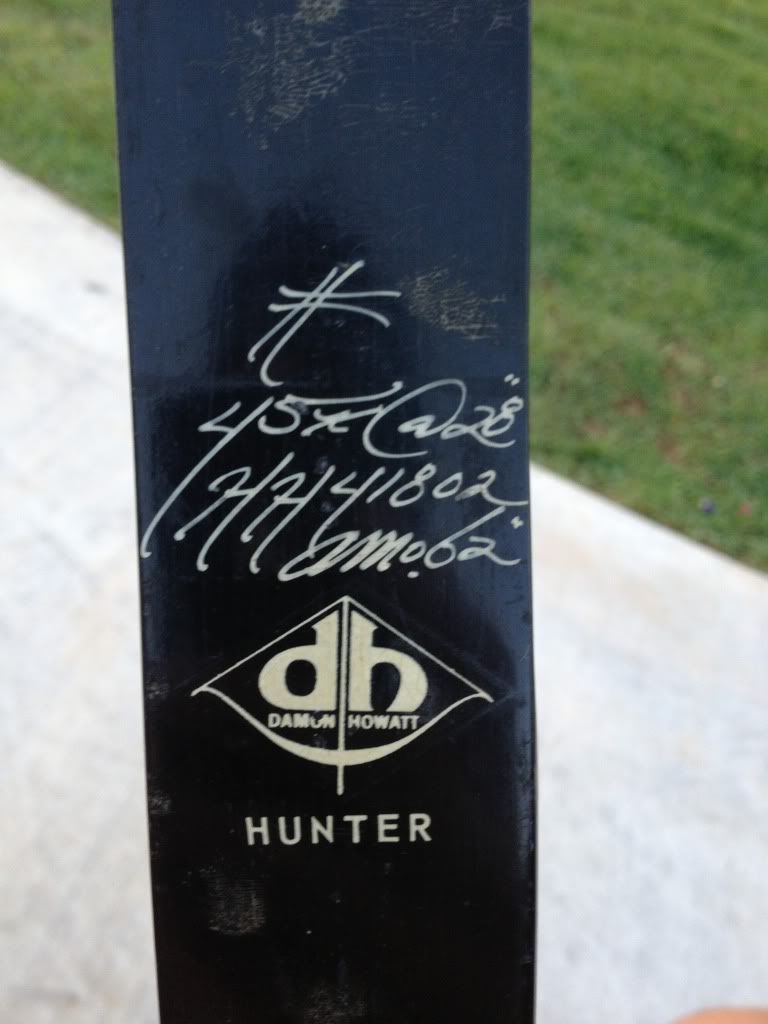 45# @ 28"
HH41802
AMO. 62"
dh
DAMON HOWATT
HUNTER